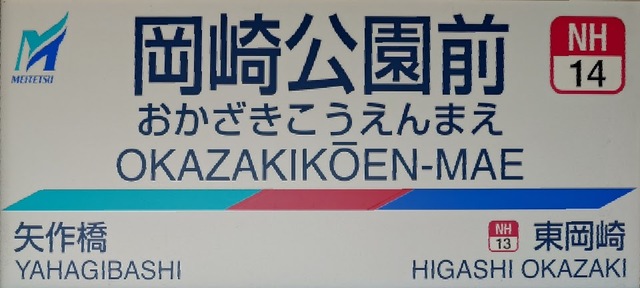 MEITETSU
岡崎公園前
NH
14
おかざきこうえんまえ
OKAZAKIKŌEN-MAE
矢作橋
YAHAGIBASHI
NH
13
東岡崎
HIGASHI OKAZAKI